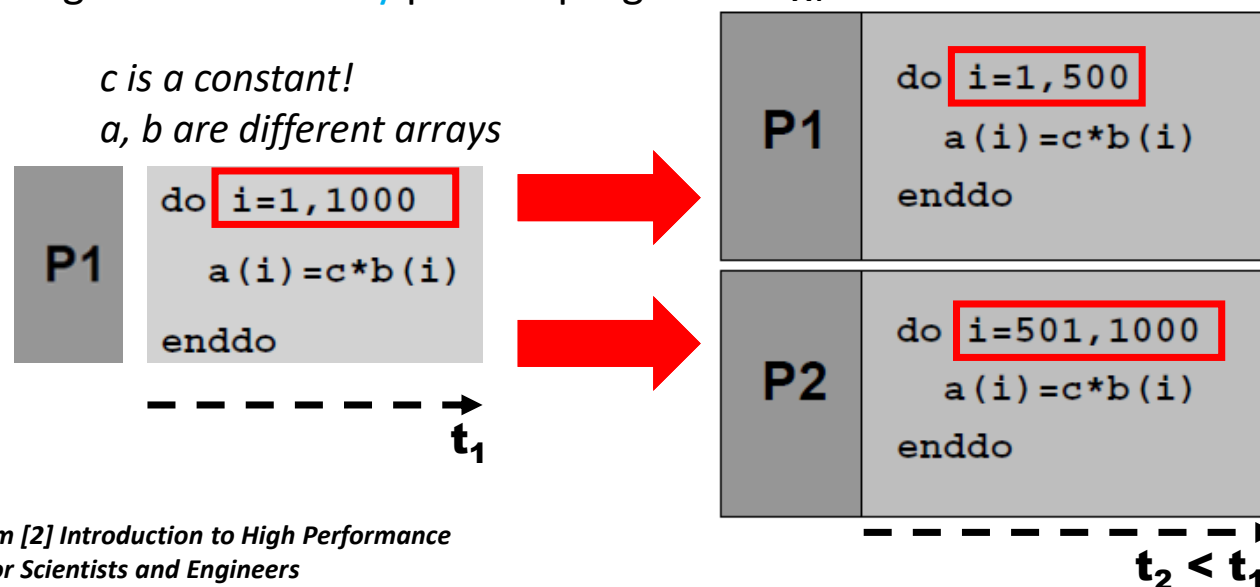 c is a constant!
a, b are different arrays
P1
do i=1,1000
a(i)=c*b(i)
enddo
t₁
P1
do i=1,500
a(i)=c*b(i)
enddo
P2
do i=501,1000
a(i)=c*b(i)
enddo
t₂ < t₁
[2] Introduction to High Performance
Scientists and Engineers